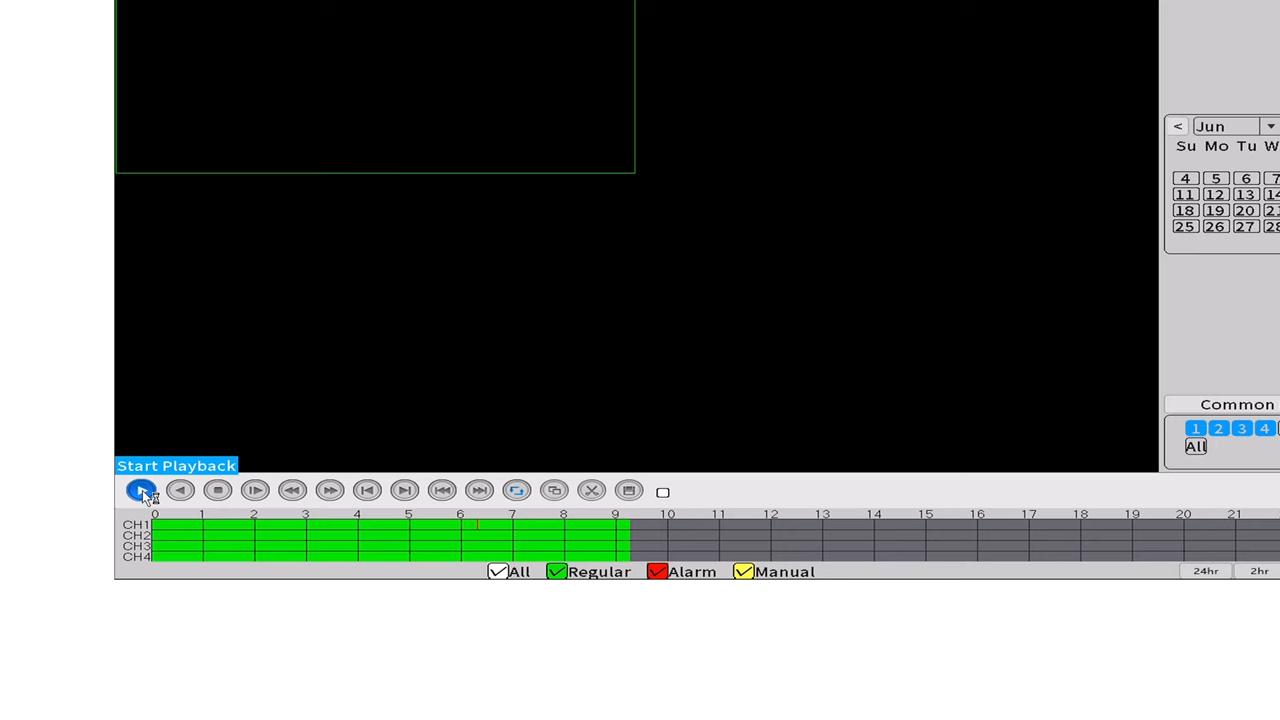 < Jun
Su Mo Tu W
4 5 6 7
11 12 13 14
18 19 20 21
25 26 27 28
Common
1 2 3 4
All
Start Playback
0 1 2 3 4 5 6 7 8 9 10 11 12 13 14 15 16 17 18 19 20 21
CH1
CH2
CH3
CH4
All Regular Alarm Manual 24hr 2hr